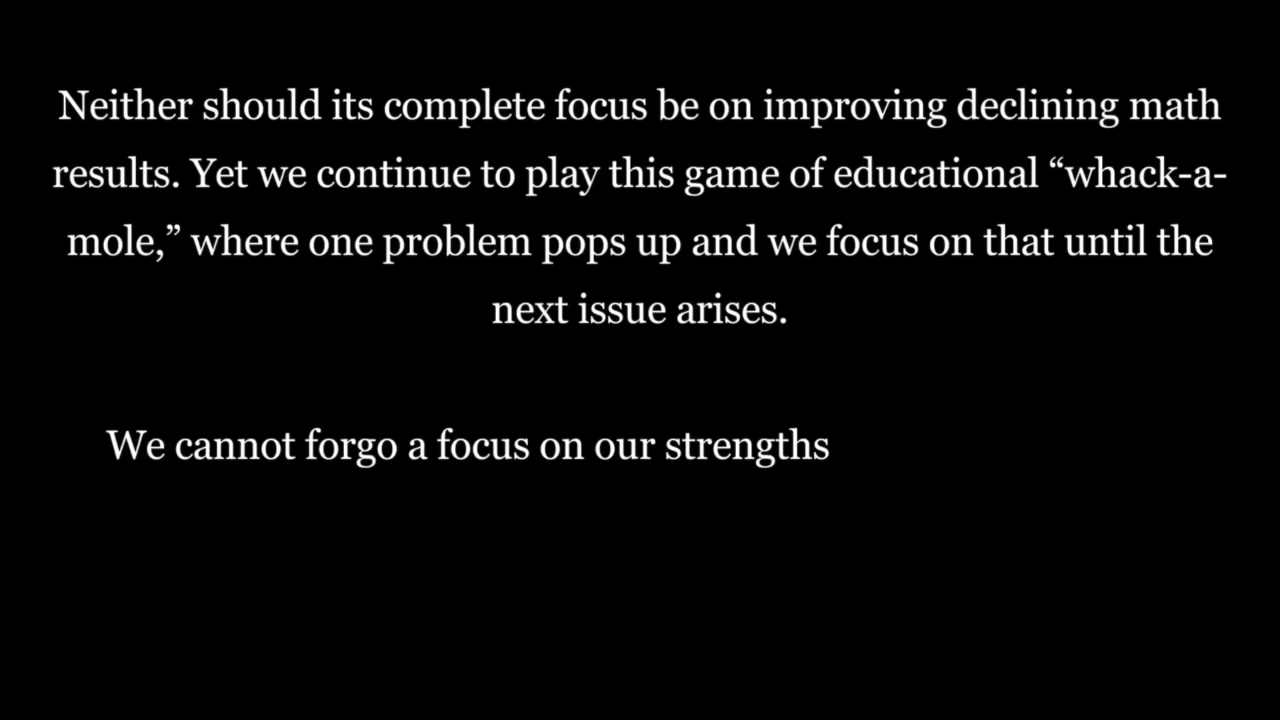 Neither should its complete focus be on improving declining math
results. Yet we continue to play this game of educational “whack-a-
mole,” where one problem pops up and we focus on that until the
next issue arises.
We cannot forgo a focus on our strengths